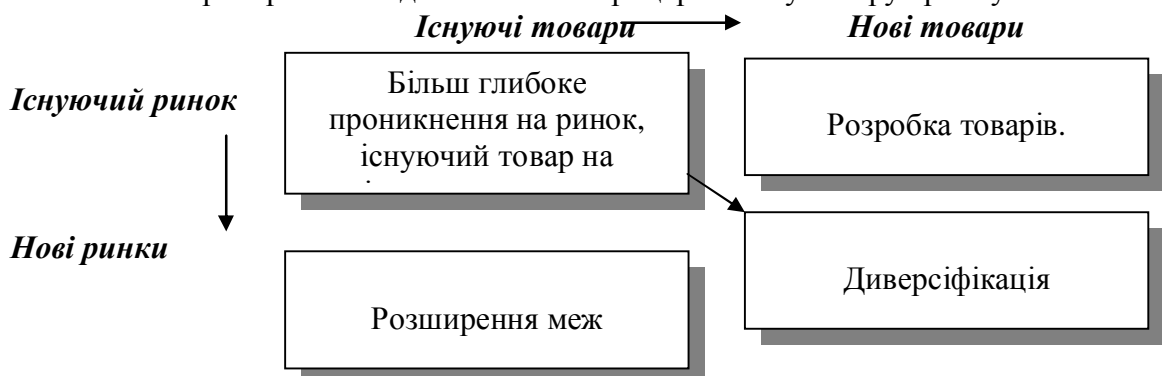 Існуючі товари Нові товари
Існуючий ринок
Більш глибоке
проникнення на ринок,
існуючий товар на
Розробка товарів.
Нові ринки
Розширення меж
Диверсіфікація